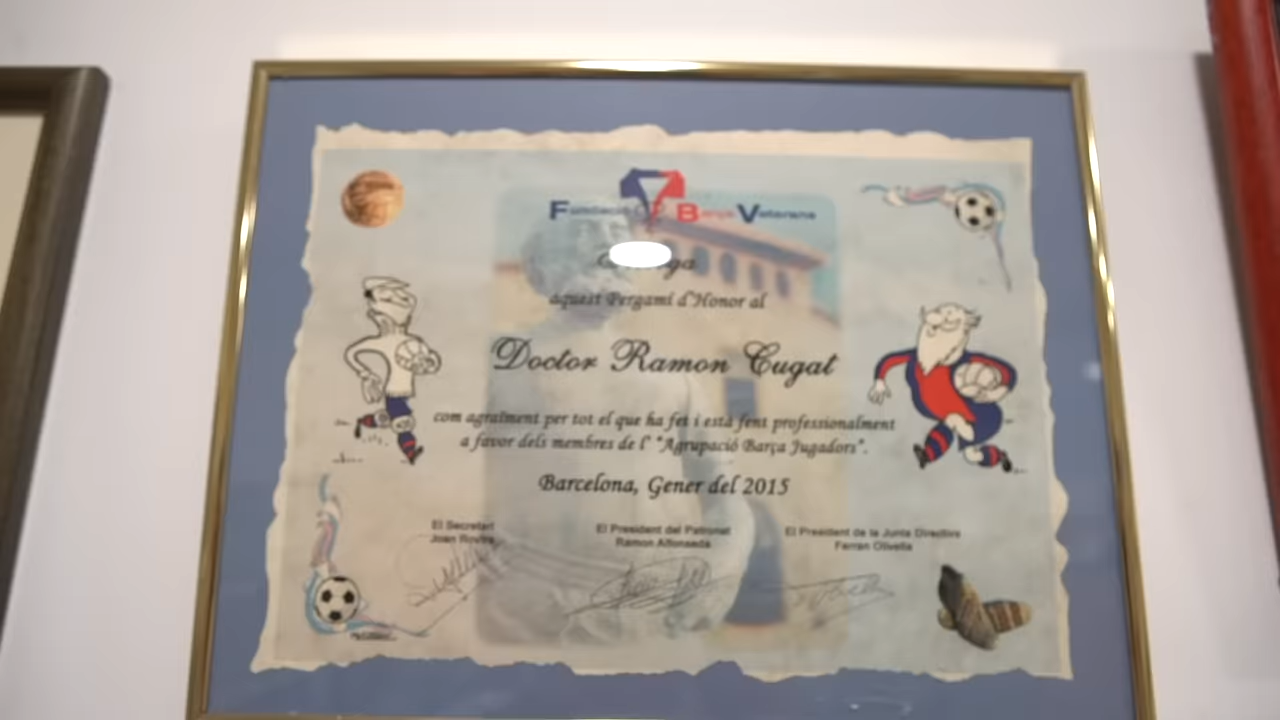 Fundació Barça Veterans
aquest Pergamí d'Honor al
Doctor Ramon Cugat
com agraïment per tot el que ha fet i està fent professionalment
a favor dels membres de l' "Agrupació Barça Jugadors".
Barcelona, Gener del 2015
El Secretari El President del Patronat El President de la Junta Directiva
Joan Rovira Ramon Alfonseda Ferran Olivella